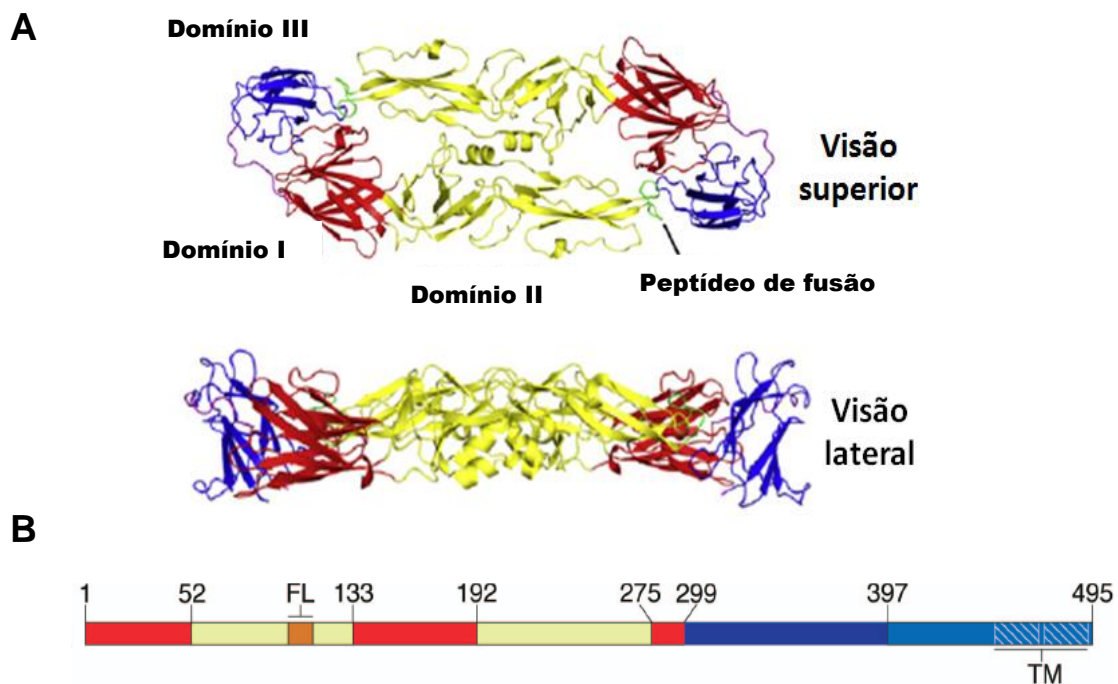 A
Domínio III
Visão
superior
Domínio I
Domínio II
Peptídeo de fusão
Visão
lateral
B
1 52 FL 133 192 275 299 397 495
TM